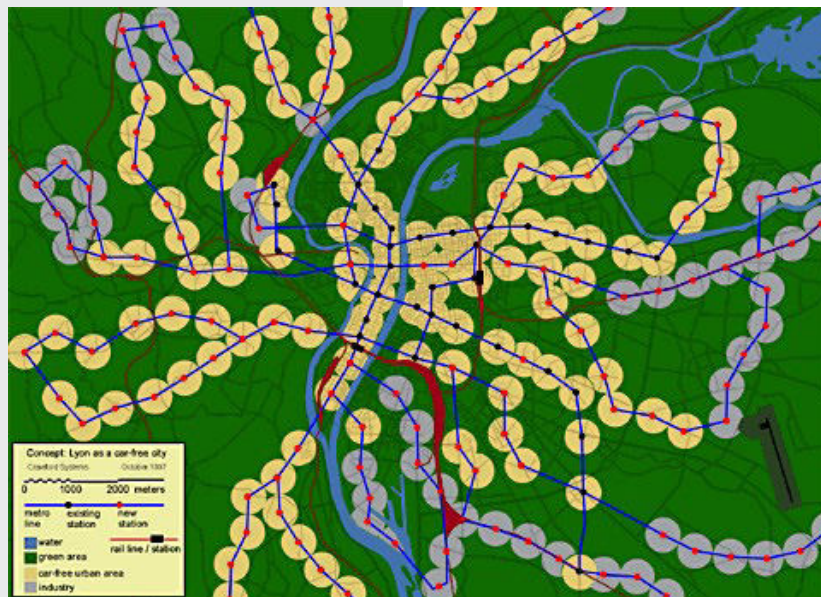 Concept: Lyon as a car-free city
Crawford Systems October 1997
0 1000 2000 meters
metro line existing station new station
water
rail line / station
green area
car-free urban area
industry